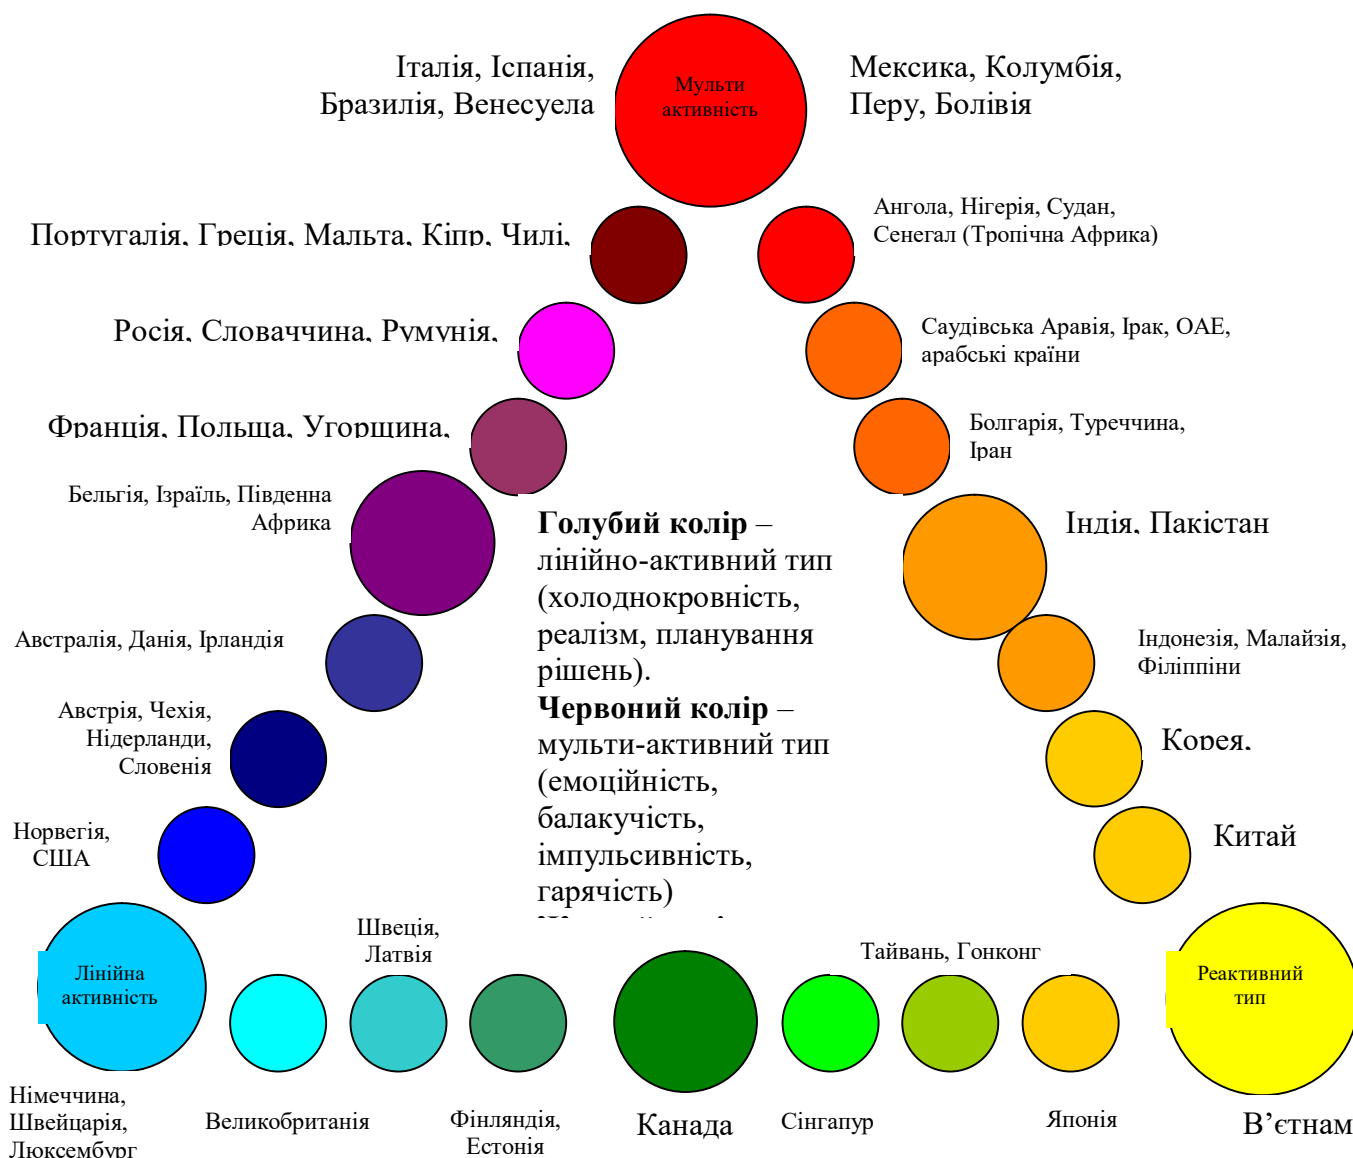 Італія, Іспанія,
Бразилія, Венесуела
Мульти
активність
Мексика, Колумбія,
Перу, Болівія
Португалія, Греція, Мальта, Кіпр, Чилі,
Ангола, Нігерія, Судан,
Сенегал (Тропічна Африка)
Росія, Словаччина, Румунія,
Саудівська Аравія, Ірак, ОАЕ,
арабські країни
Франція, Польща, Угорщина,
Болгарія, Туреччина,
Іран
Бельгія, Ізраїль, Південна
Африка
Індія, Пакістан
Голубий колір –
лінійно-активний тип
(холоднокровність,
реалізм, планування
рішень).
Червоний колір –
мульти-активний тип
(емоційність,
балакучість,
імпульсивність,
гарячість)
Австралія, Данія, Ірландія
Індонезія, Малайзія,
Філіппіни
Австрія, Чехія,
Нідерланди,
Словенія
Корея,
Норвегія,
США
Китай
Лінійна
активність
Швеція,
Латвія
Тайвань, Гонконг
Реактивний
тип
Німеччина,
Швейцарія,
Люксембург
Великобританія
Фінляндія,
Естонія
Канада
Сінгапур
Японія
В’єтнам